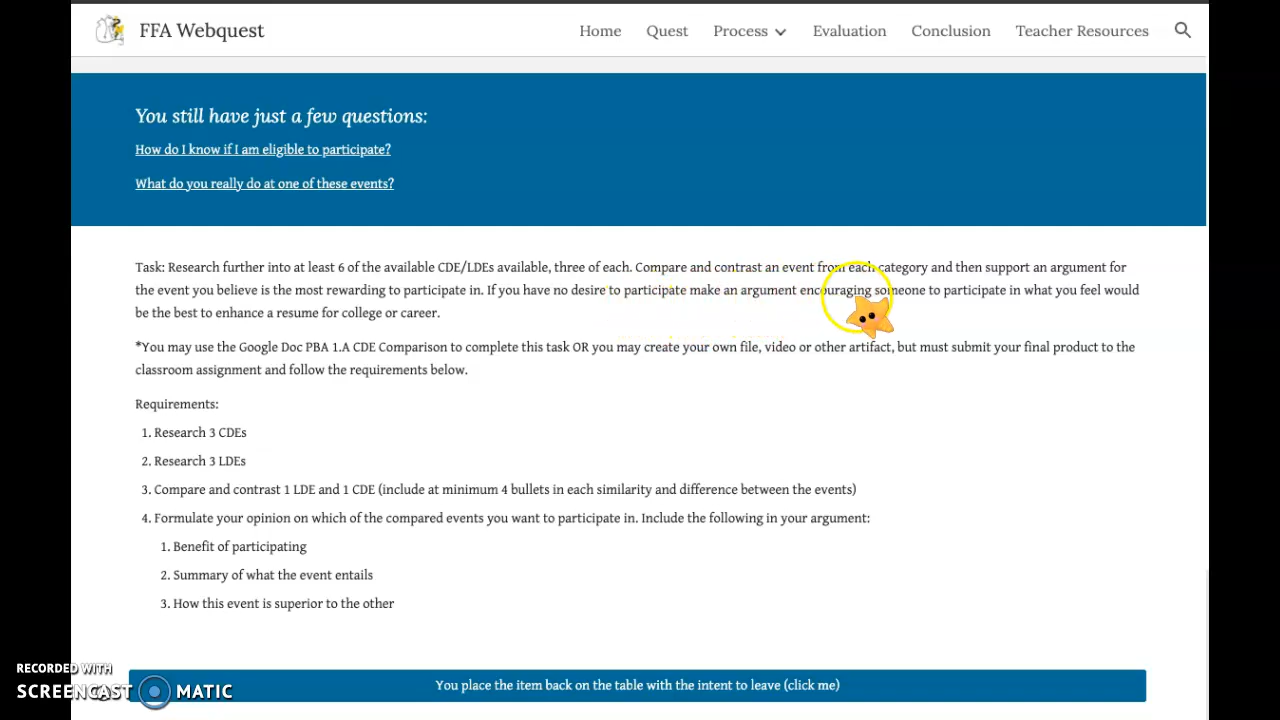 FFA Webquest
Home Quest Process Evaluation Conclusion Teacher Resources
You still have just a few questions:
How do I know if I am eligible to participate?
What do you really do at one of these events?
Task: Research further into at least 6 of the available CDE/LDEs available, three of each. Compare and contrast an event from each category and then support an argument for
the event you believe is the most rewarding to participate in. If you have no desire to participate make an argument encouraging someone to participate in what you feel would
be the best to enhance a resume for college or career.
*You may use the Google Doc PBA 1.A CDE Comparison to complete this task OR you may create your own file, video or other artifact, but must submit your final product to the
classroom assignment and follow the requirements below.
Requirements:
1. Research 3 CDEs
2. Research 3 LDEs
3. Compare and contrast 1 LDE and 1 CDE (include at minimum 4 bullets in each similarity and difference between the events)
4. Formulate your opinion on which of the compared events you want to participate in. Include the following in your argument:
1. Benefit of participating
2. Summary of what the event entails
3. How this event is superior to the other
You place the item back on the table with the intent to leave (click me)
RECORDED WITH
SCREENCAST MATIC